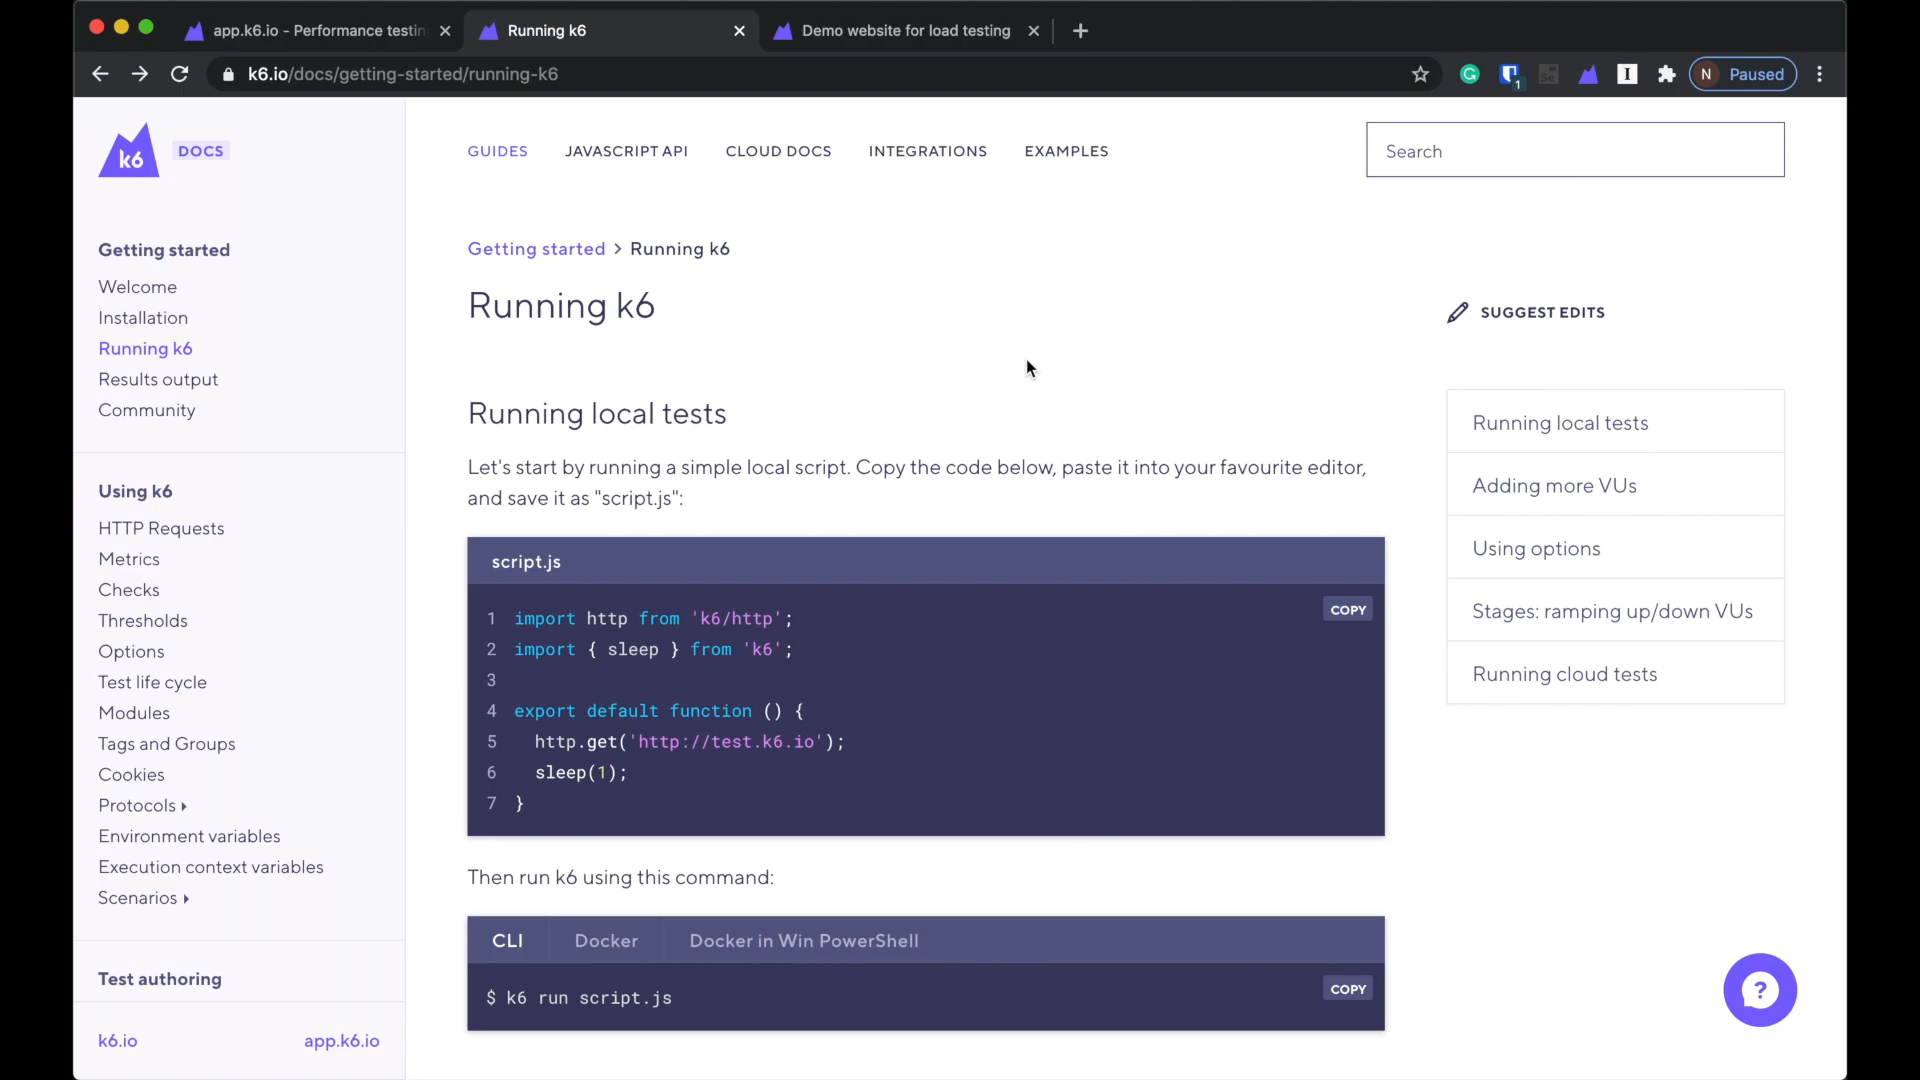 app.k6.io - Performance testin
Running k6
Demo website for load testing
k6.io/docs/getting-started/running-k6
1
N Paused
k6 DOCS
GUIDES JAVASCRIPT API CLOUD DOCS INTEGRATIONS EXAMPLES
Search
Getting started
Welcome
Installation
Running k6
Results output
Community
Using k6
HTTP Requests
Metrics
Checks
Thresholds
Options
Test life cycle
Modules
Tags and Groups
Cookies
Protocols
Environment variables
Execution context variables
Scenarios
Test authoring
k6.io app.k6.io
Getting started > Running k6
Running k6
Running local tests
Let's start by running a simple local script. Copy the code below, paste it into your favourite editor,
and save it as "script.js":
script.js
COPY
1 import http from 'k6/http';
2 import { sleep } from 'k6';
3
4 export default function () {
5 http.get('http://test.k6.io');
6 sleep(1);
7 }
Then run k6 using this command:
CLI Docker Docker in Win PowerShell
$ k6 run script.js
COPY
SUGGEST EDITS
Running local tests
Adding more VUs
Using options
Stages: ramping up/down VUs
Running cloud tests
?